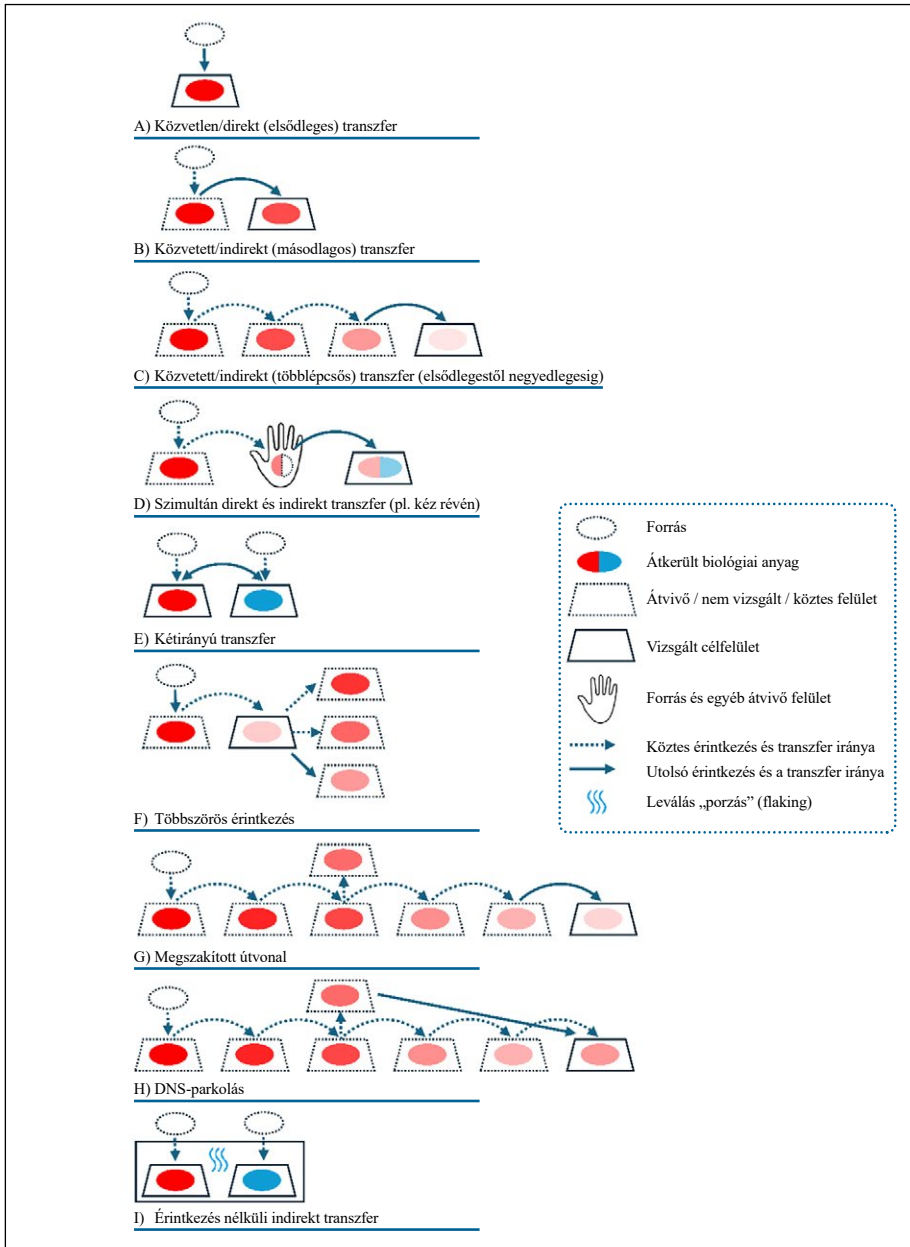 A) Közvetlen/direkt (elsődleges) transzfer
B) Közvetett/indirekt (másodlagos) transzfer
C) Közvetett/indirekt (többlépcsős) transzfer (elsődlegestől negyedlegesig)
D) Szimultán direkt és indirekt transzfer (pl. kéz révén)
E) Kétirányú transzfer
F) Többszörös érintkezés
G) Megszakított útvonal
H) DNS-parkolás
I) Érintkezés nélküli indirekt transzfer
Forrás
Átkerült biológiai anyag
Átvivő / nem vizsgált / köztes felület
Vizsgált célfelület
Forrás és egyéb átvivő felület
Köztes érintkezés és transzfer iránya
Utolsó érintkezés és a transzfer iránya
Leválás „porzás” (flaking)